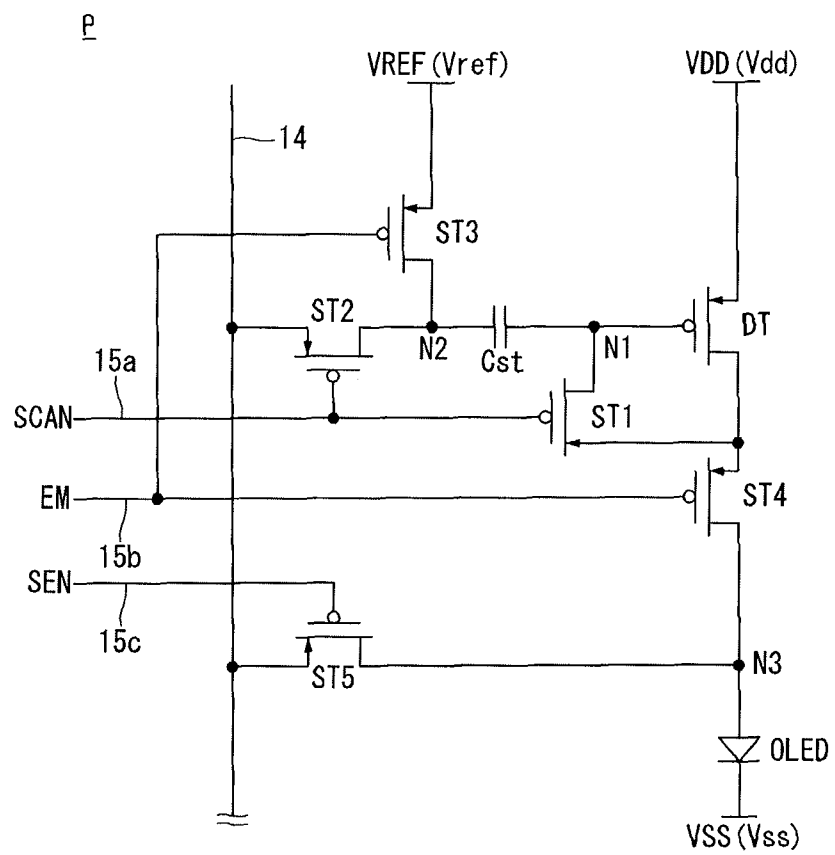 P
VREF(Vref)
VDD(Vdd)
14
ST3
ST2
DT
N2
Cst
N1
15a
ST1
SCAN
ST4
EM
15b
SEN
15c
ST5
N3
OLED
VSS(Vss)